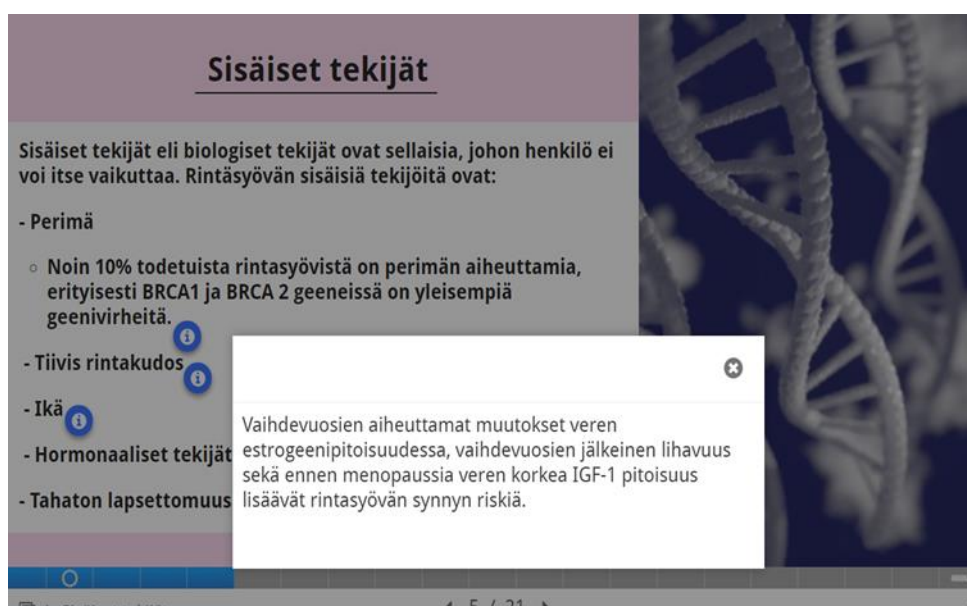 Sisäiset tekijät
Sisäiset tekijät eli biologiset tekijät ovat sellaisia, johon henkilö ei
voi itse vaikuttaa. Rintäsyövän sisäisiä tekijöitä ovat:
- Perimä
Noin 10% todetuista rintasyövistä on perimän aiheuttamia,
erityisesti BRCA1 ja BRCA 2 geeneissä on yleisempiä
geenivirheitä.
- Tiivis rintakudos
- Ikä
- Hormonaaliset tekijät
- Tahaton lapsettomuus
Vaihdevuosien aiheuttamat muutokset veren
estrogeenipitoisuudessa, vaihdevuosien jälkeinen lihavuus
sekä ennen menopaussia veren korkea IGF-1 pitoisuus
lisäävät rintasyövän synnyn riskiä.
5 / 21